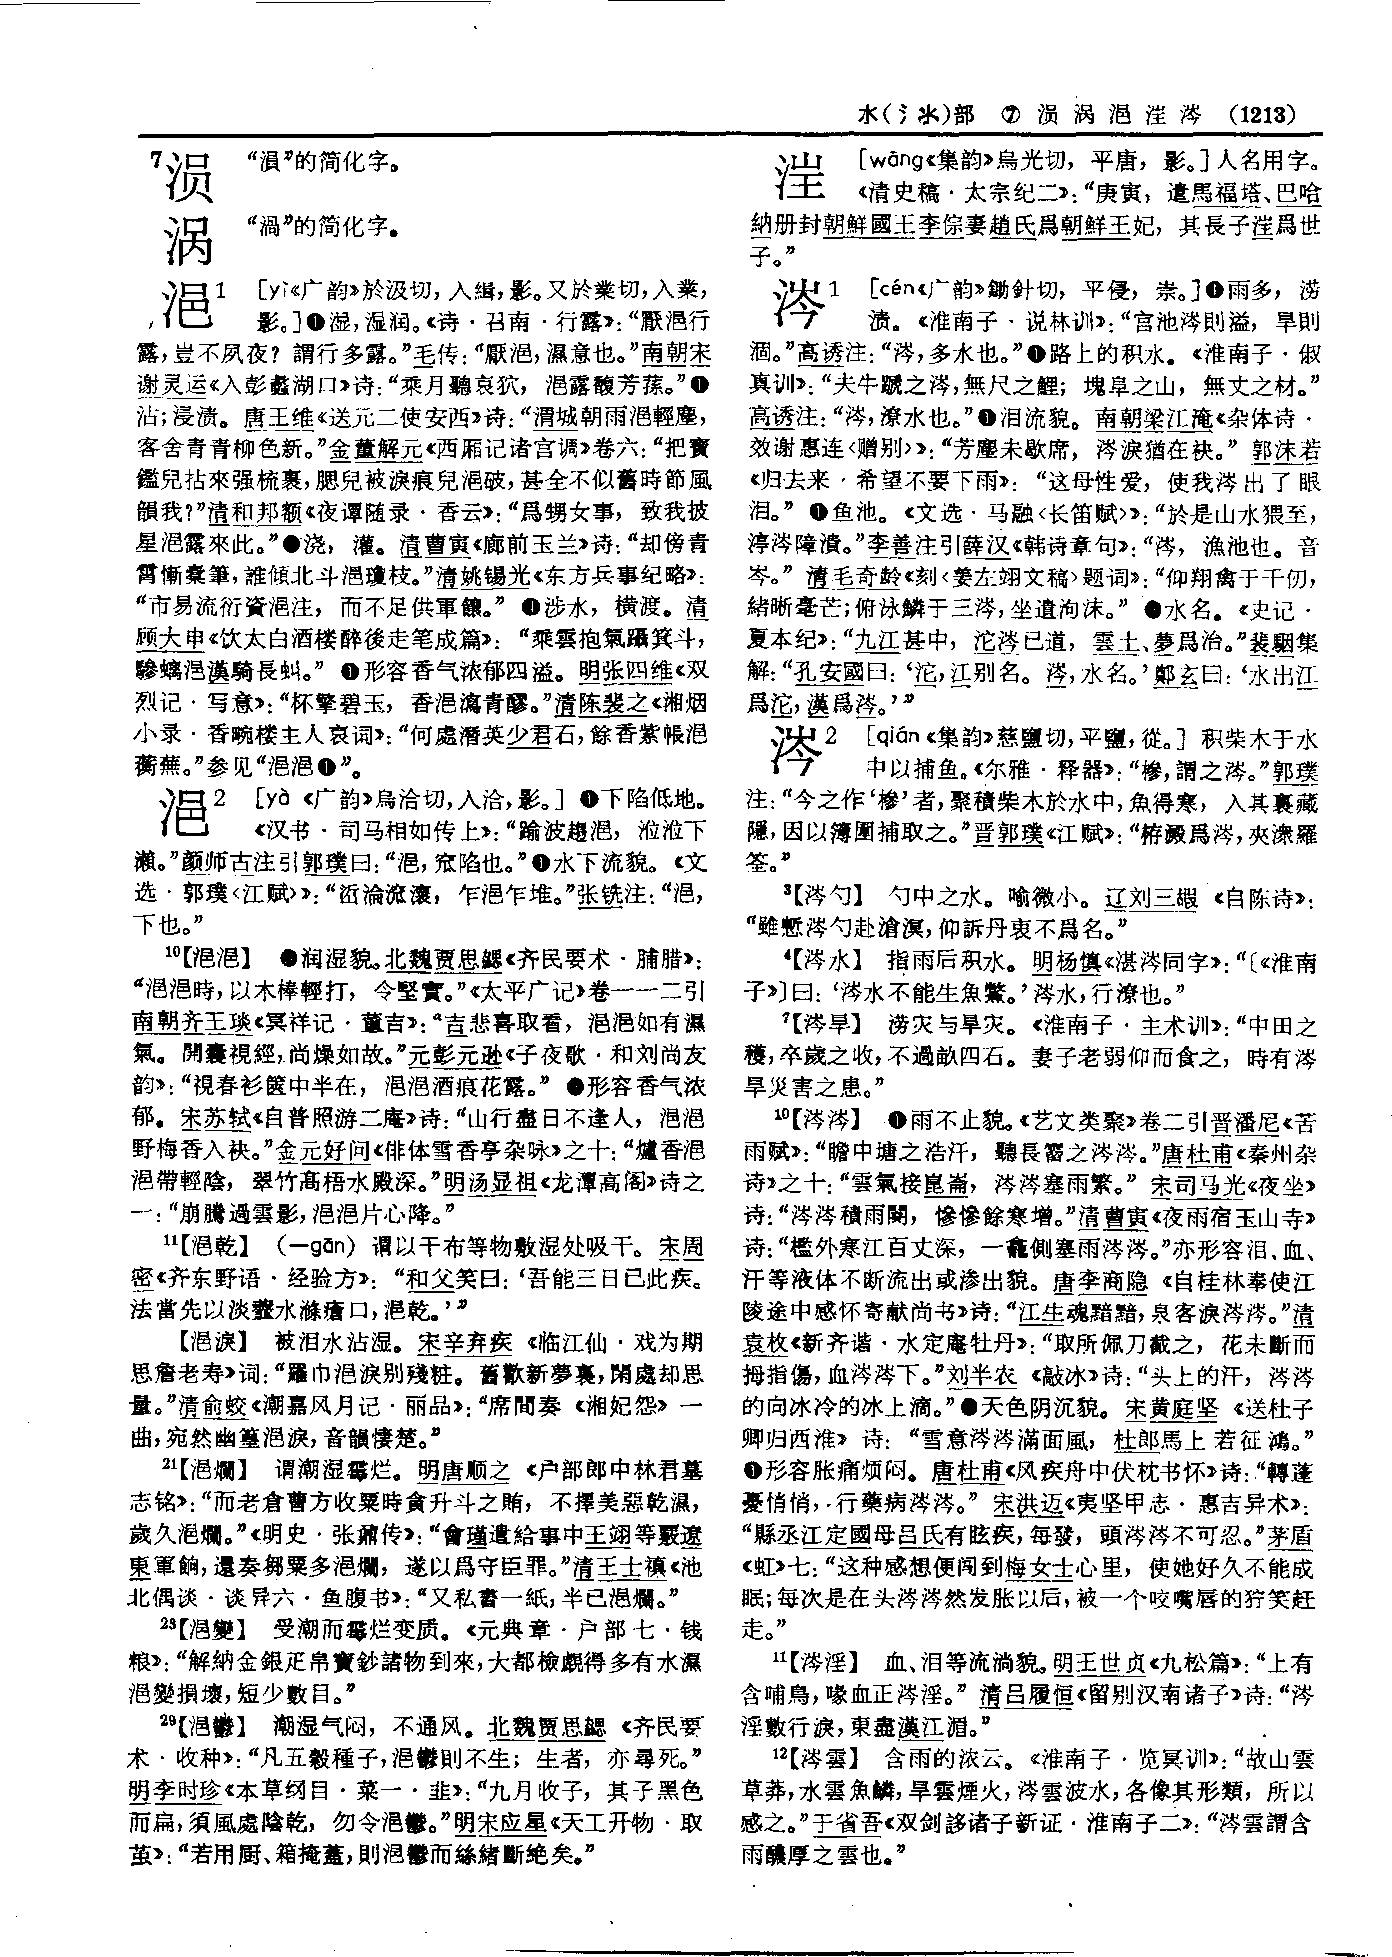 水(氵氺)部 ⑦ 涢 涡 浥 㳹 涔 (1213)
7涢 “溳”的简化字。
涡 “渦”的简化字。
浥1 [yì《广韵》於汲切,入緝,影。又於業切,入業,
影。]❶湿,湿润。《诗·召南·行露》:“厭浥行
露,豈不夙夜?謂行多露。”毛传:“厭浥,濕意也。”南朝宋
谢灵运《入彭蠡湖口》诗:“乘月聽哀狖, 浥露馥芳蓀。”❷
沾;浸渍。唐王维《送元二使安西》诗:“渭城朝雨浥輕塵,
客舍青青柳色新。”金董解元《西厢记诸宫调》卷六:“把寶
鑑兒拈來强梳裹,腮兒被淚痕兒浥破,甚全不似舊時節風
韻我?”清和邦额《夜谭随录·香云》:“爲甥女事, 致我披
星浥露來此。”❸浇,灌。清曹寅《廊前玉兰》诗:“却傍青
霄慚橐筆,誰傾北斗浥瓊枝。”清姚锡光《东方兵事纪略》:
“市易流衍資浥注, 而不足供軍餽。” ❹涉水,横渡。清
顾大申《饮太白酒楼醉後走笔成篇》: “乘雲抱氣躡箕斗,
驂螭浥漢騎長虯。” ❺形容香气浓郁四溢。明张四维《双
烈记·写意》:“杯擎碧玉, 香浥瀉青醪。”清陈裴之《湘烟
小录·香畹楼主人哀词》:“何處潛英少君石,餘香紫帳浥
蘅蕪。”参见“浥浥❷”。
浥2 [yà 《广韵》烏洽切,入洽,影。] ❶下陷低地。
《汉书·司马相如传上》:“踰波趨浥, 涖涖下
瀨。”颜师古注引郭璞曰:“浥,窊陷也。”❷水下流貌。《文
选·郭璞〈江赋〉》:“㳌淪溛瀤, 乍浥乍堆。”张铣注:“浥,
下也。”
10【浥浥】 ❶润湿貌。北魏贾思勰《齐民要术·脯腊》:
“浥浥時,以木棒輕打, 令堅實。”《太平广记》卷一一二引
南朝齐王琰《冥祥记·董吉》:“吉悲喜取看, 浥浥如有濕
氣。開囊視經,尚燥如故。”元彭元逊《子夜歌·和刘尚友
韵》:“視春衫篋中半在, 浥浥酒痕花露。” ❷形容香气浓
郁。宋苏轼《自普照游二庵》诗:“山行盡日不逢人, 浥浥
野梅香入袂。”金元好问《俳体雪香亭杂咏》之十:“爐香浥
浥帶輕陰, 翠竹高梧水殿深。”明汤显祖《龙潭高阁》诗之
一:“崩騰過雲影,浥浥片心降。”
11【浥乾】 (—gān) 谓以干布等物敷湿处吸干。宋周
密《齐东野语·经验方》: “和父笑曰:‘吾能三日已此疾。
法當先以淡虀水滌瘡口,浥乾。’”
【浥淚】 被泪水沾湿。宋辛弃疾 《临江仙·戏为期
思詹老寿》词:“羅巾浥淚别殘粧。舊歡新夢裏,閑處却思
量。”清俞蛟《潮嘉风月记·丽品》:“席間奏 《湘妃怨》 一
曲,宛然幽篁浥淚,音韻悽楚。”
21【浥爛】 谓潮湿霉烂。明唐顺之 《户部郎中林君墓
志铭》:“而老倉曹方收粟時貪升斗之賄, 不擇美惡乾濕,
歲久浥爛。”《明史·张鼐传》:“會瑾遣給事中王翊等覈遼
東軍餉,還奏芻粟多浥爛, 遂以爲守臣罪。”清王士禛《池
北偶谈·谈异六·鱼腹书》:“又私書一紙,半已浥爛。”
23【浥變】 受潮而霉烂变质。《元典章·户部七·钱
粮》:“解納金銀疋帛寶鈔諸物到來,大都檢覷得多有水濕
浥變損壞,短少數目。”
29【浥鬱】 潮湿气闷, 不通风。北魏贾思勰 《齐民要
术·收种》:“凡五穀種子,浥鬱則不生; 生者, 亦尋死。”
明李时珍《本草纲目·菜一·韭》:“九月收子, 其子黑色
而扁,須風處陰乾, 勿令浥鬱。”明宋应星《天工开物·取
茧》:“若用厨、箱掩蓋,則浥鬱而絲緒斷絶矣。”
㳹 [wāng《集韵》烏光切,平唐,影。]人名用字。
《清史稿·太宗纪二》:“庚寅, 遣馬福塔、巴哈
納册封朝鮮國王李倧妻趙氏爲朝鮮王妃, 其長子㳹爲世
子。”
涔1 [cén《广韵》鋤針切,平侵,崇。]❶雨多, 涝
渍。《淮南子·说林训》:“宫池涔則溢, 旱則
涸。”高诱注:“涔,多水也。”❷路上的积水。《淮南子·俶
真训》:“夫牛蹏之涔,無尺之鯉; 塊阜之山, 無丈之材。”
高诱注:“涔,潦水也。”❸泪流貌。南朝梁江淹《杂体诗·
效谢惠连〈赠别〉》:“芳塵未歇席, 涔淚猶在袂。” 郭沫若
《归去来·希望不要下雨》: “这母性爱, 使我涔出了眼
泪。” ❹鱼池。《文选·马融〈长笛赋〉》:“於是山水猥至,
渟涔障潰。”李善注引薛汉《韩诗章句》:“涔, 漁池也。音
岑。” 清毛奇龄《刻〈姜左翊文稿〉题词》:“仰翔禽于千仞,
緒晰毫芒;俯泳鱗于三涔,坐遺泃沫。” ❺水名。《史记·
夏本纪》:“九江甚中, 沱涔已道, 雲土、夢爲治。”裴駰集
解:“孔安國曰:‘沱,江别名。涔,水名。’鄭玄曰:‘水出江
爲沱,漢爲涔。’”
涔2 [qián《集韵》慈鹽切,平鹽,從。] 积柴木于水
中以捕鱼。《尔雅·释器》:“槮,謂之涔。”郭璞
注:“今之作‘槮’者,聚積柴木於水中,魚得寒, 入其裏藏
隱,因以簿圍捕取之。”晋郭璞《江赋》:“栫澱爲涔,夾潨羅
筌。”
3【涔勺】 勺中之水。喻微小。辽刘三嘏 《自陈诗》:
“雖慙涔勺赴滄溟,仰訴丹衷不爲名。”
4【涔水】 指雨后积水。明杨慎《湛涔同字》:“〔《淮南
子》〕曰:‘涔水不能生魚鱉。’涔水,行潦也。”
7【涔旱】 涝灾与旱灾。《淮南子·主术训》:“中田之
穫,卒歲之收,不過畝四石。妻子老弱仰而食之, 時有涔
旱災害之患。”
10【涔涔】 ❶雨不止貌。《艺文类聚》卷二引晋潘尼《苦
雨赋》:“瞻中塘之浩汗, 聽長霤之涔涔。”唐杜甫《秦州杂
诗》之十:“雲氣接崑崙, 涔涔塞雨繁。” 宋司马光《夜坐》
诗:“涔涔積雨闋, 慘慘餘寒增。”清曹寅《夜雨宿玉山寺》
诗:“檻外寒江百丈深, 一龕側塞雨涔涔。”亦形容泪、血、
汗等液体不断流出或渗出貌。唐李商隐 《自桂林奉使江
陵途中感怀寄献尚书》诗:“江生魂黯黯,泉客淚涔涔。”清
袁枚《新齐谐·水定庵牡丹》:“取所佩刀截之, 花未斷而
拇指傷,血涔涔下。”刘半农 《敲冰》诗:“头上的汗, 涔涔
的向冰冷的冰上滴。”❷天色阴沉貌。宋黄庭坚 《送杜子
卿归西淮》 诗: “雪意涔涔滿面風, 杜郎馬上若征鴻。”
❸形容胀痛烦闷。唐杜甫《风疾舟中伏枕书怀》诗:“轉蓬
憂悄悄,行藥病涔涔。” 宋洪迈《夷坚甲志·惠吉异术》:
“縣丞江定國母吕氏有眩疾,每發, 頭涔涔不可忍。”茅盾
《虹》七:“这种感想便闯到梅女士心里, 使她好久不能成
眠;每次是在头涔涔然发胀以后,被一个咬嘴唇的狞笑赶
走。”
11【涔淫】 血、泪等流淌貌。明王世贞《九松篇》:“上有
含哺鳥,喙血正涔淫。” 清吕履恒《留别汉南诸子》诗:“涔
淫數行淚,東盡漢江湄。”
12【涔雲】 含雨的浓云。《淮南子·览冥训》:“故山雲
草莽,水雲魚鱗,旱雲煙火,涔雲波水,各像其形類, 所以
感之。”于省吾《双剑誃诸子新证·淮南子二》:“涔雲謂含
雨醲厚之雲也。”